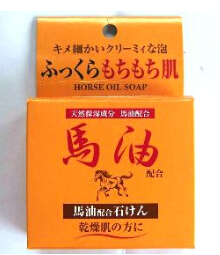 キメ細かいクリーミィな泡
ふっくらもちもち肌
HORSE OIL SOAP
天然保湿成分 馬油配合
馬油
配合
馬油配合石けん
乾燥肌の方に